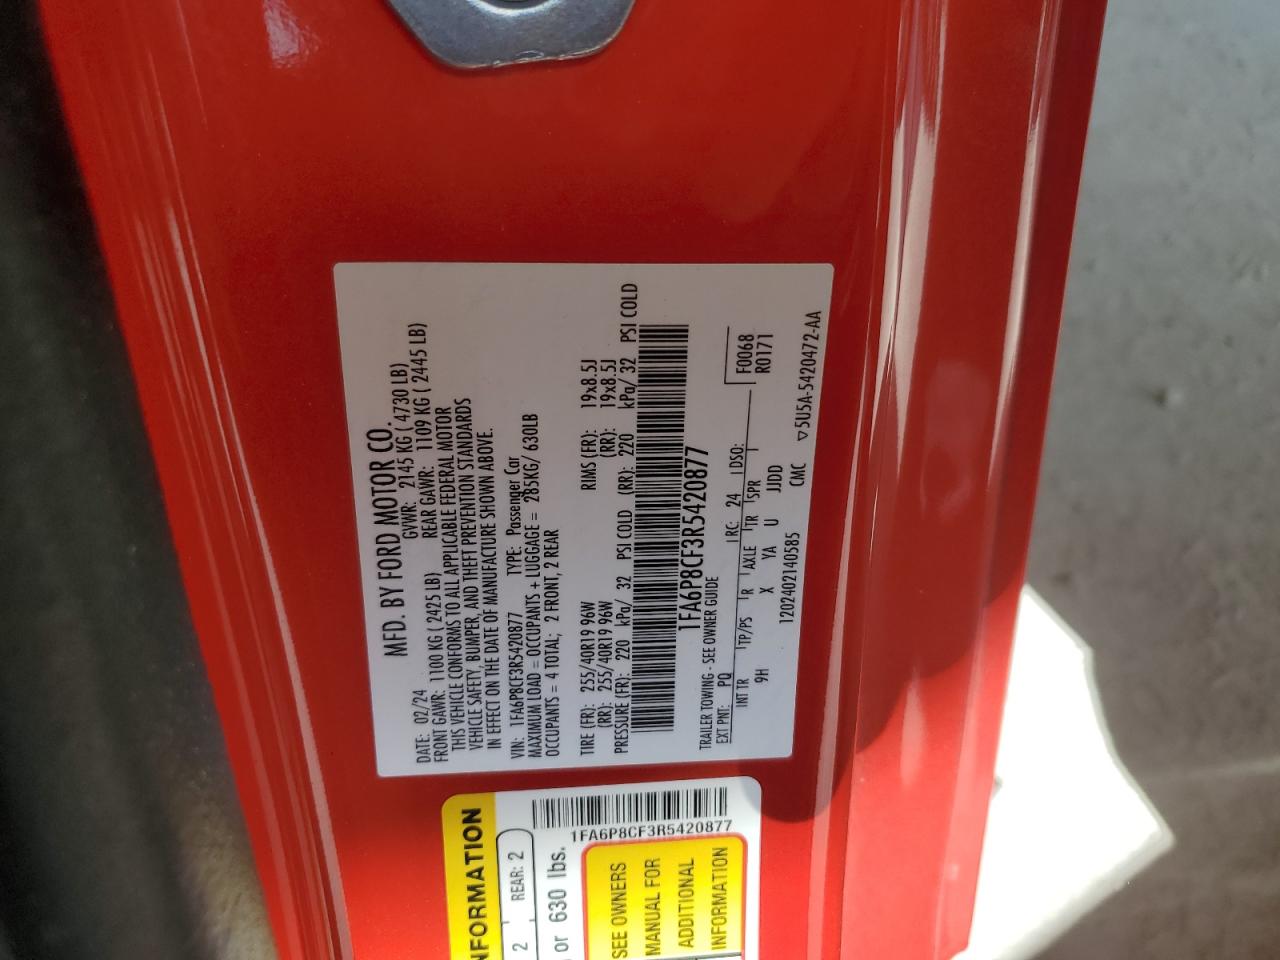 MFD. BY FORD MOTOR CO.
DATE: 02/24 GVWR: 2145 KG ( 4730 LB)
FRONT GAWR: 1100 KG ( 2425 LB) REAR GAWR: 1109 KG ( 2445 LB)
THIS VEHICLE CONFORMS TO ALL APPLICABLE FEDERAL MOTOR
VEHICLE SAFETY, BUMPER, AND THEFT PREVENTION STANDARDS
IN EFFECT ON THE DATE OF MANUFACTURE SHOWN ABOVE.
VIN: 1FA6P8CF3R5420877 TYPE: Passenger Car
MAXIMUM LOAD = OCCUPANTS + LUGGAGE = 285KG/ 630LB
OCCUPANTS = 4 TOTAL; 2 FRONT, 2 REAR
TIRE (FR): 255/40R19 96W RIMS (FR): 19x8.5J
(RR): 255/40R19 96W (RR): 19x8.5J
PRESSURE (FR): 220 kPa/ 32 PSI COLD (RR): 220 kPa/ 32 PSI COLD
1FA6P8CF3R5420877
TRAILER TOWING - SEE OWNER GUIDE
EXT PNT: PQ RC: 24 DSO: F0068
R0171
INT TR TP/PS R AXLE TR SPR
9H X YA U JJDD
1202402140585 CMC ▽5U5A-5420472-AA
NFORMATION
2 REAR: 2
or 630 lbs.
1FA6P8CF3R5420877
SEE OWNERS
MANUAL FOR
ADDITIONAL
INFORMATION